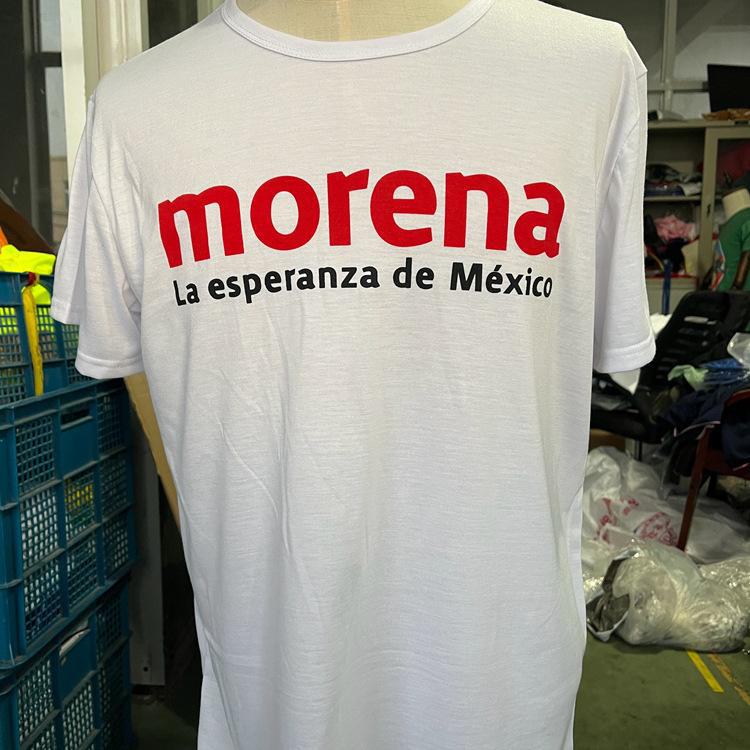 morena
La esperanza de México